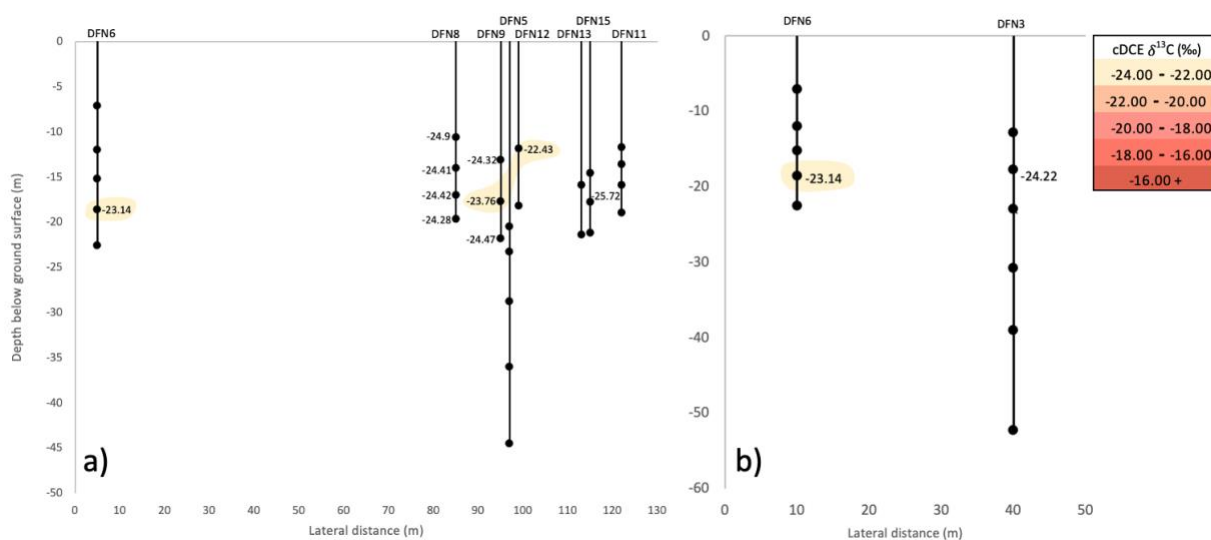 DFN6
DFN8
DFN9
DFN5
DFN12
DFN13
DFN15
DFN11
0
-5
-10
-15
-20
-25
-30
-35
-40
-45
-50
Depth below ground surface (m)
-23.14
-24.9
-24.41
-24.42
-24.28
-24.32
-23.76
-24.47
-22.43
-25.72
a)
0 10 20 30 40 50 60 70 80 90 100 110 120 130
Lateral distance (m)
DFN6
DFN3
0
-10
-20
-30
-40
-50
-60
-23.14
-24.22
b)
0 10 20 30 40 50
Lateral distance (m)
cDCE δ¹³C (‰)
-24.00 - -22.00
-22.00 - -20.00
-20.00 - -18.00
-18.00 - -16.00
-16.00 +